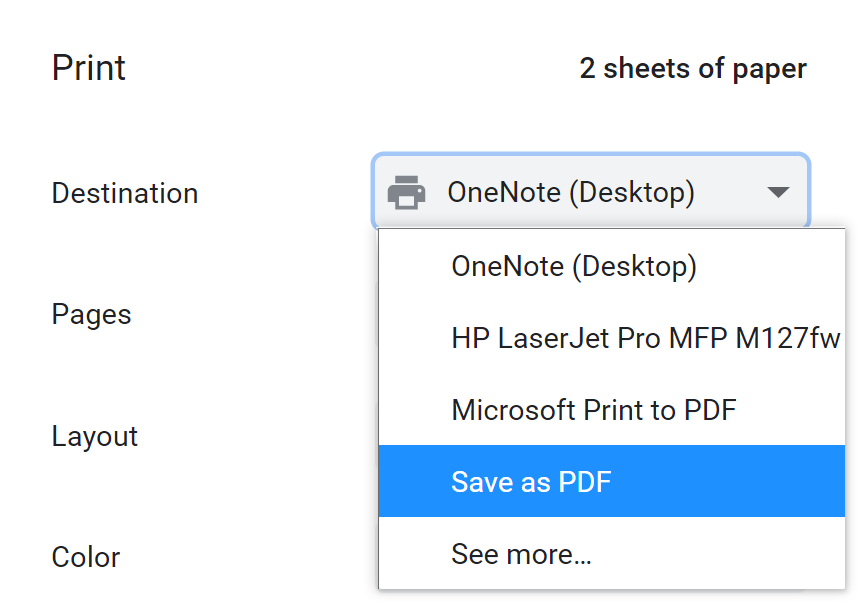 Print
2 sheets of paper
Destination
OneNote (Desktop)
OneNote (Desktop)
Pages
HP LaserJet Pro MFP M127fw
Microsoft Print to PDF
Layout
Save as PDF
Color
See more...